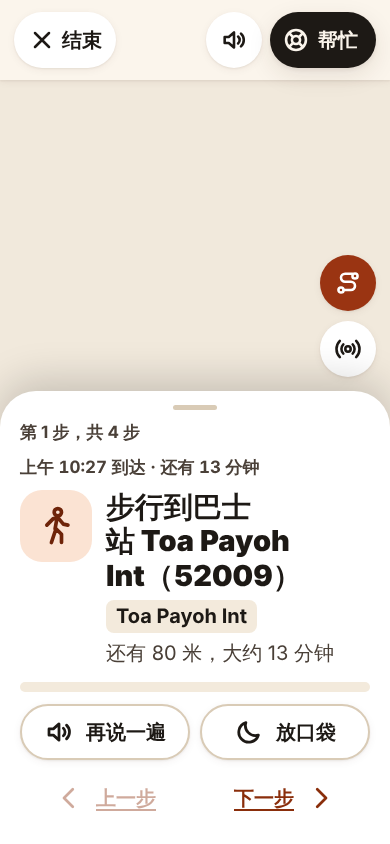 结束
帮忙
第 1 步，共 4 步
上午 10:27 到达 · 还有 13 分钟
步行到巴士
站 Toa Payoh
Int（52009）
Toa Payoh Int
还有 80 米，大约 13 分钟
再说一遍
放口袋
上一步
下一步